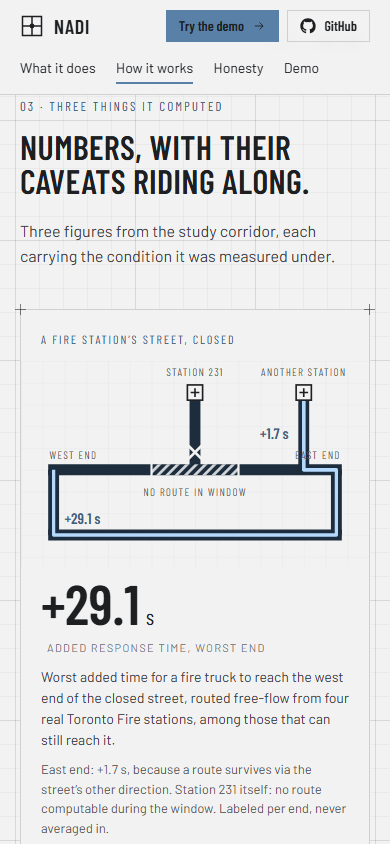 NADI
Try the demo →
GitHub
What it does
How it works
Honesty
Demo
03 · THREE THINGS IT COMPUTED
NUMBERS, WITH THEIR
CAVEATS RIDING ALONG.
Three figures from the study corridor, each
carrying the condition it was measured under.
A FIRE STATION'S STREET, CLOSED
STATION 231
ANOTHER STATION
+1.7 s
WEST END
EAST END
NO ROUTE IN WINDOW
+29.1 s
+29.1 s
ADDED RESPONSE TIME, WORST END
Worst added time for a fire truck to reach the west
end of the closed street, routed free-flow from four
real Toronto Fire stations, among those that can
still reach it.
East end: +1.7 s, because a route survives via the
street's other direction. Station 231 itself: no route
computable during the window. Labeled per end, never
averaged in.